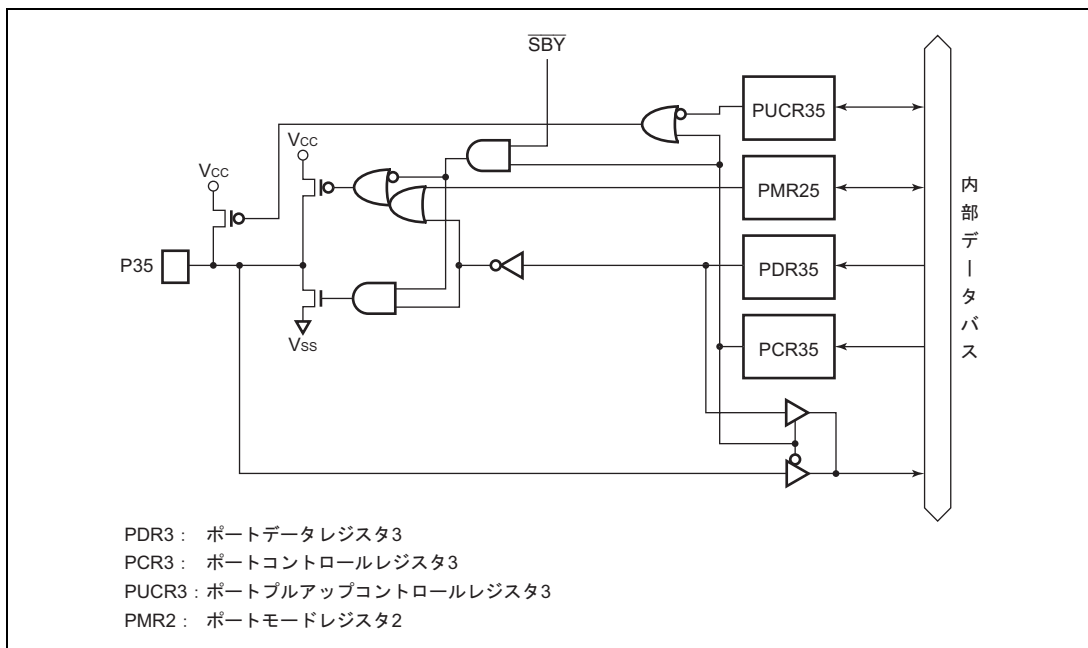 SBY
PUCR35
VCC
PMR25
VCC
P35
PDR35
VSS
PCR35
内部データバス
PDR3： ポートデータレジスタ3
PCR3： ポートコントロールレジスタ3
PUCR3：ポートプルアップコントロールレジスタ3
PMR2： ポートモードレジスタ2